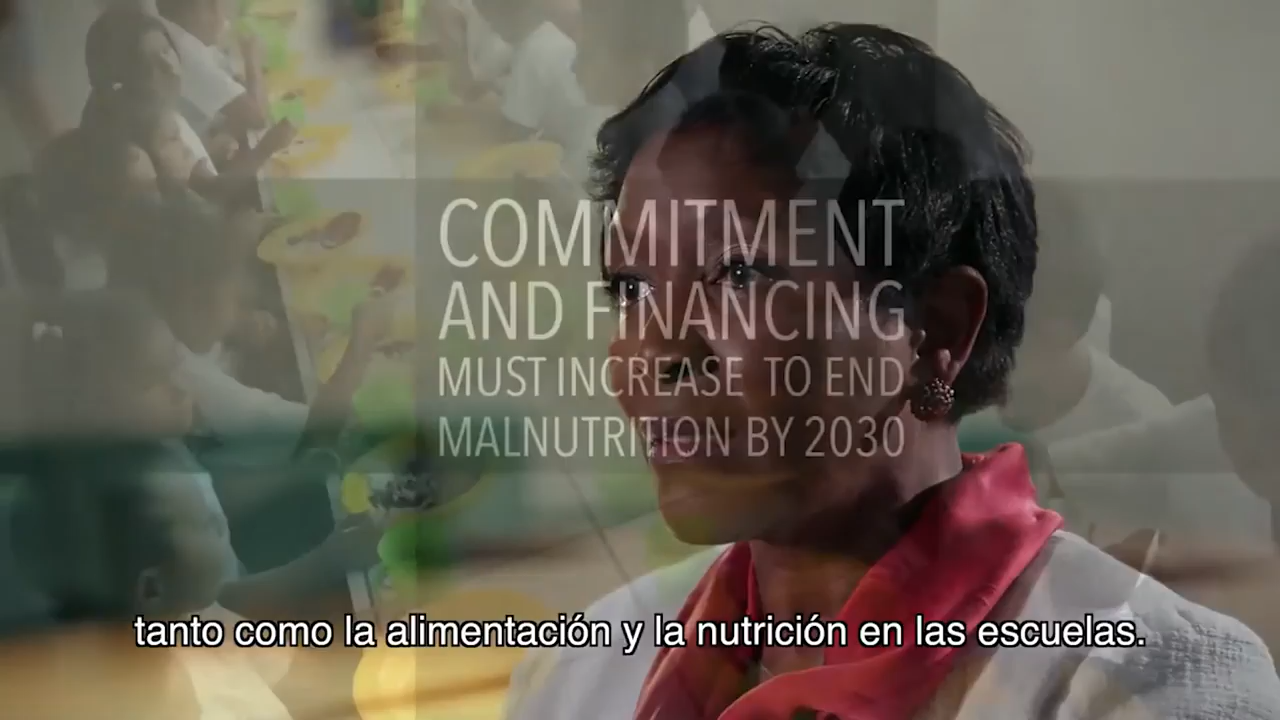 COMMITMENT
AND FINANCING
MUST INCREASE TO END
MALNUTRITION BY 2030
tanto como la alimentación y la nutrición en las escuelas.